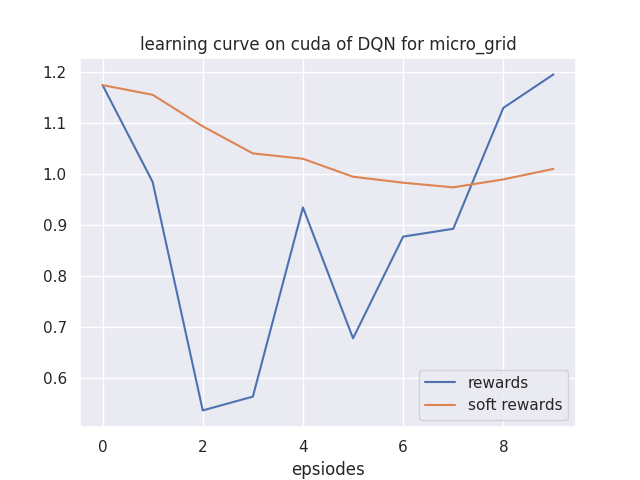 learning curve on cuda of DQN for micro_grid
1.2
1.1
1.0
0.9
0.8
0.7
0.6
0 2 4 6 8
epsiodes
rewards
soft rewards